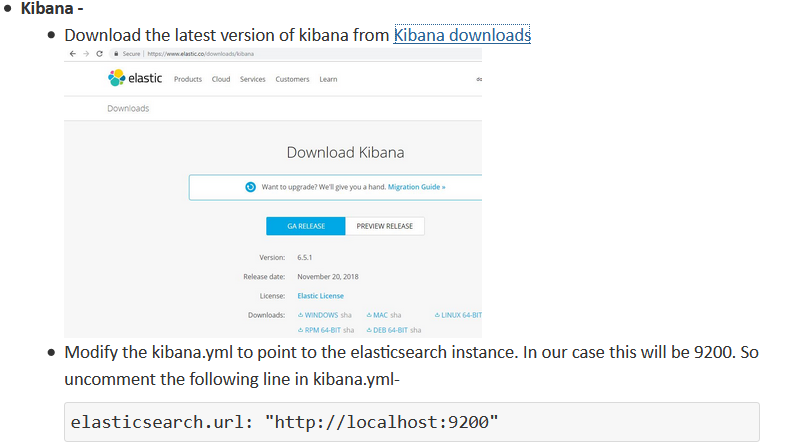 Kibana -
Download the latest version of kibana from Kibana downloads
Secure | https://www.elastic.co/downloads/kibana
elastic Products Cloud Services Customers Learn
Downloads
Download Kibana
Want to upgrade? We'll give you a hand. Migration Guide »
GA RELEASE PREVIEW RELEASE
Version: 6.5.1
Release date: November 20, 2018
License: Elastic License
Downloads: WINDOWS sha MAC sha LINUX 64-BIT
RPM 64-BIT sha DEB 64-BIT sha
Modify the kibana.yml to point to the elasticsearch instance. In our case this will be 9200. So
uncomment the following line in kibana.yml-
elasticsearch.url: "http://localhost:9200"